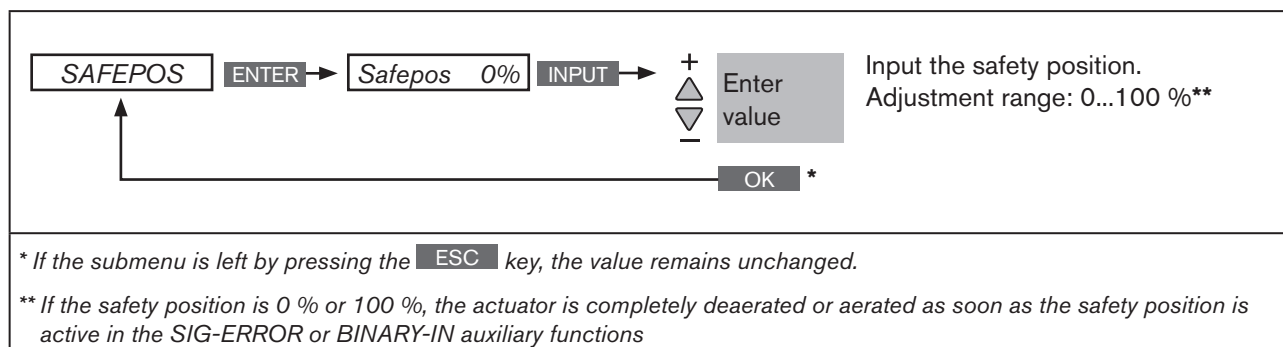 SAFEPOS ENTER Safepos 0% INPUT + Enter value − Input the safety position.
Adjustment range: 0...100 %**
OK *
* If the submenu is left by pressing the ESC key, the value remains unchanged.
** If the safety position is 0 % or 100 %, the actuator is completely deaerated or aerated as soon as the safety position is
active in the SIG-ERROR or BINARY-IN auxiliary functions